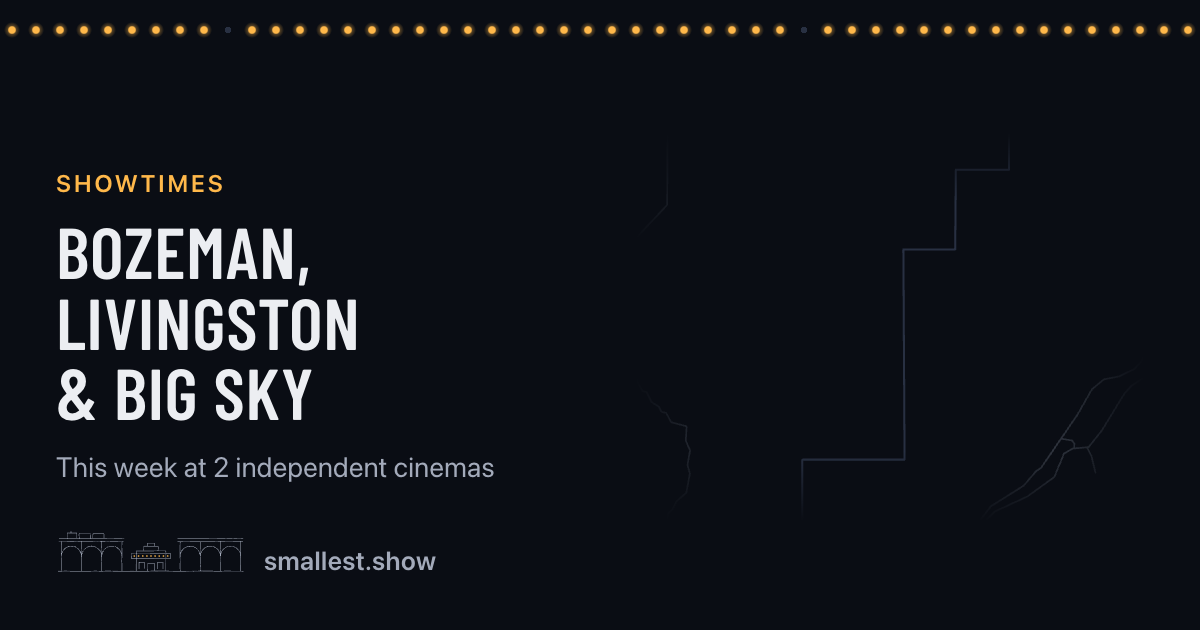 SHOWTIMES
BOZEMAN,
LIVINGSTON
& BIG SKY
This week at 2 independent cinemas
smallest.show